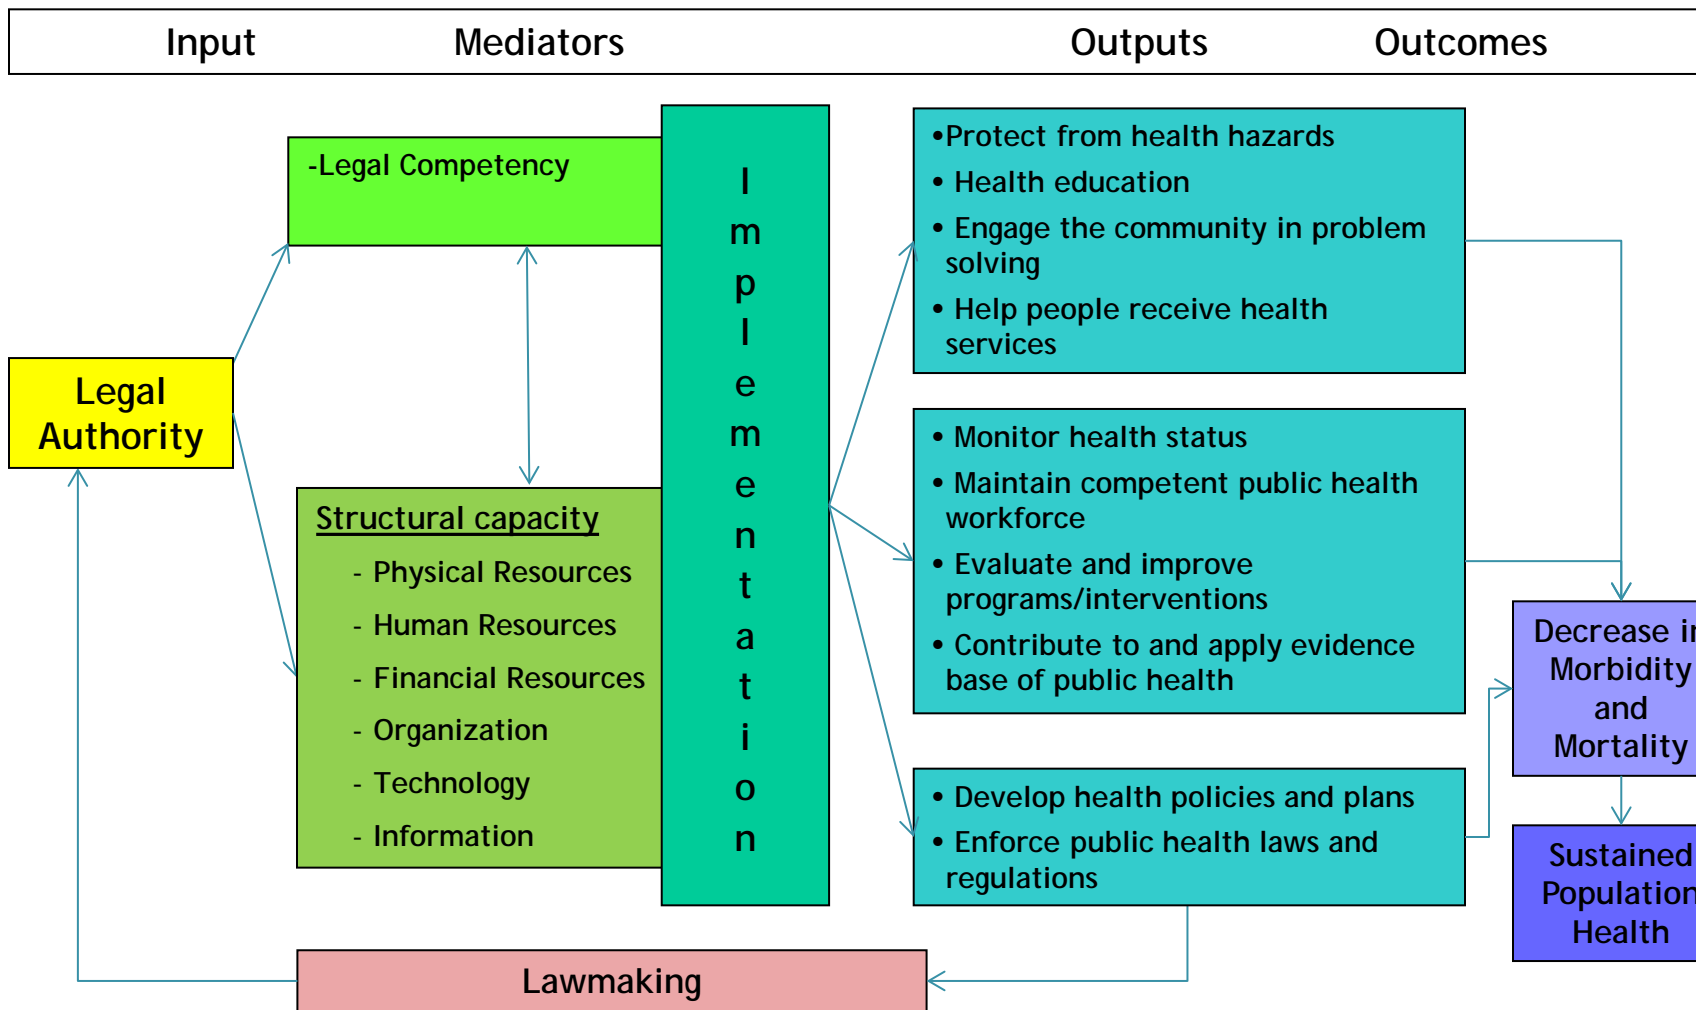 Input Mediators Outputs Outcomes
-Legal Competency
Legal
Authority
Structural capacity
- Physical Resources
- Human Resources
- Financial Resources
- Organization
- Technology
- Information
Implementation
•Protect from health hazards
• Health education
• Engage the community in problem
solving
• Help people receive health
services
• Monitor health status
• Maintain competent public health
workforce
• Evaluate and improve
programs/interventions
• Contribute to and apply evidence
base of public health
• Develop health policies and plans
• Enforce public health laws and
regulations
Decrease in
Morbidity
and
Mortality
Sustained
Population
Health
Lawmaking